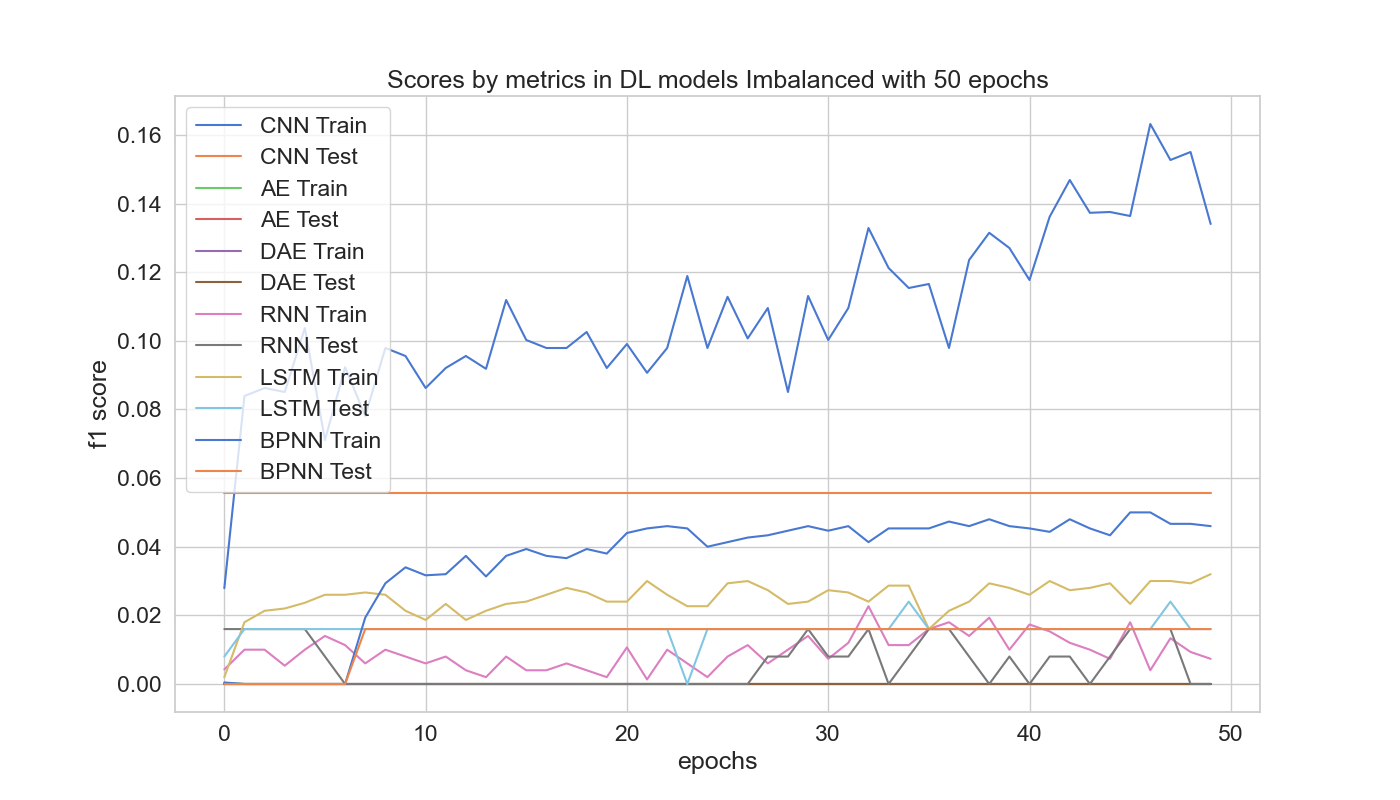 Scores by metrics in DL models Imbalanced with 50 epochs
CNN Train
CNN Test
AE Train
AE Test
DAE Train
DAE Test
RNN Train
RNN Test
LSTM Train
LSTM Test
BPNN Train
BPNN Test
f1 score
0.16
0.14
0.12
0.10
0.08
0.06
0.04
0.02
0.00
0
10
20
30
40
50
epochs